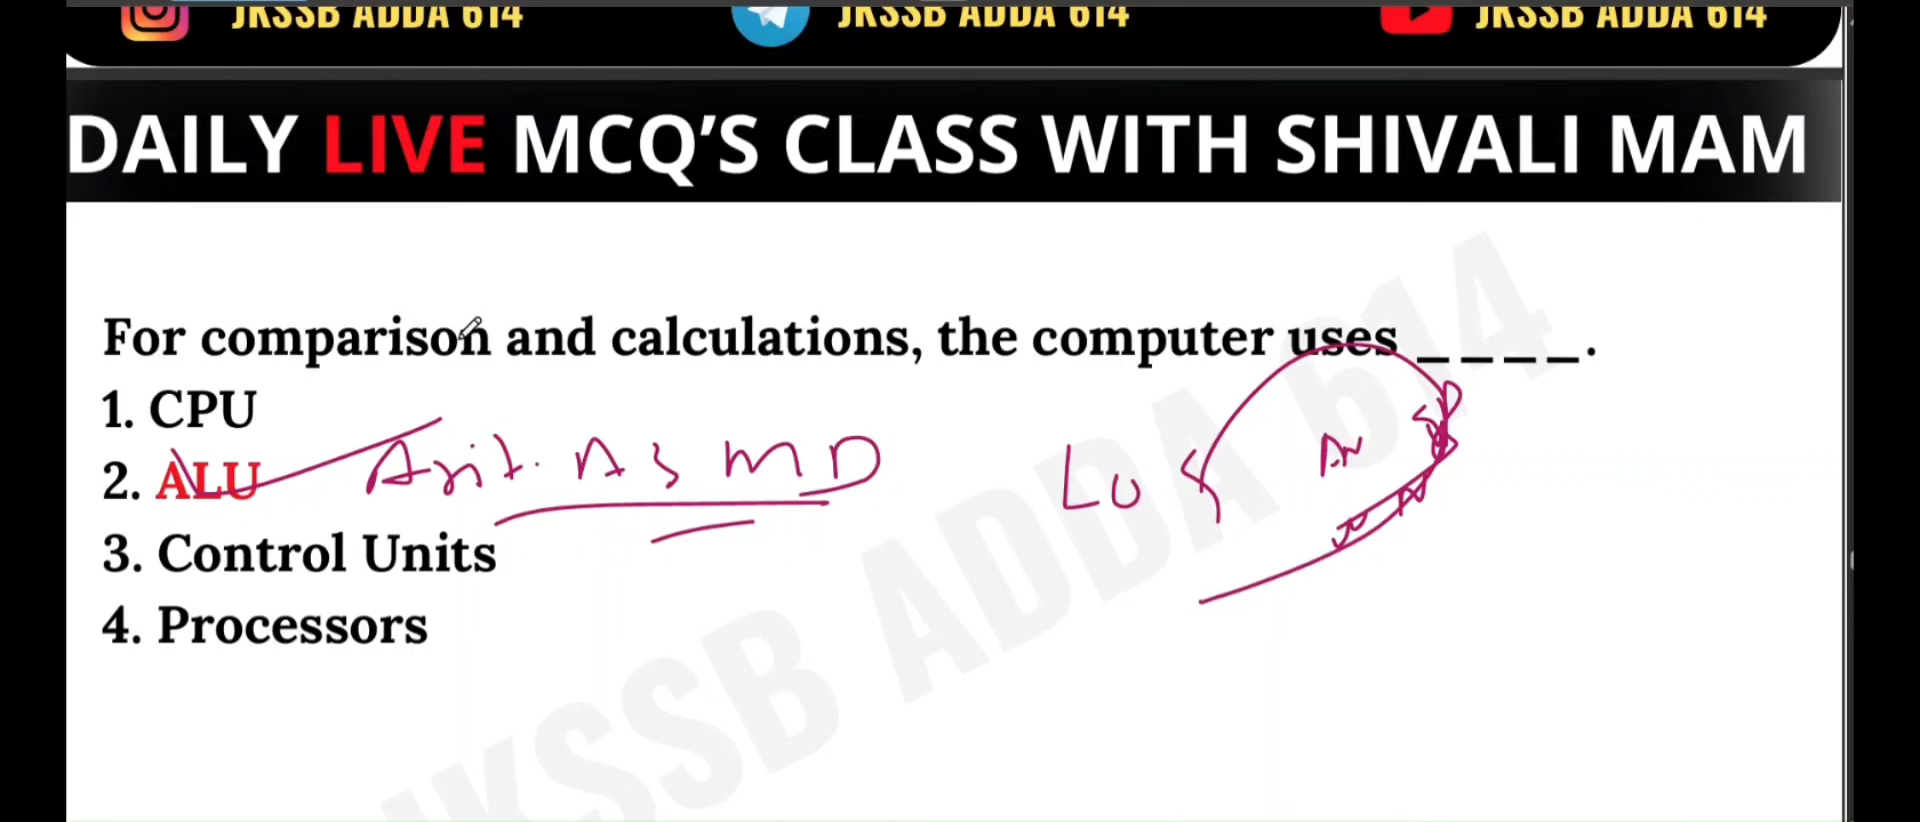 JKSSB ADDA 614 JKSSB ADDA 614 JKSSB ADDA 614
DAILY LIVE MCQ'S CLASS WITH SHIVALI MAM
For comparison and calculations, the computer uses _ _ _ _.
1. CPU
2. ALU Arit. A S M D
3. Control Units
4. Processors
JKSSB ADDA 614